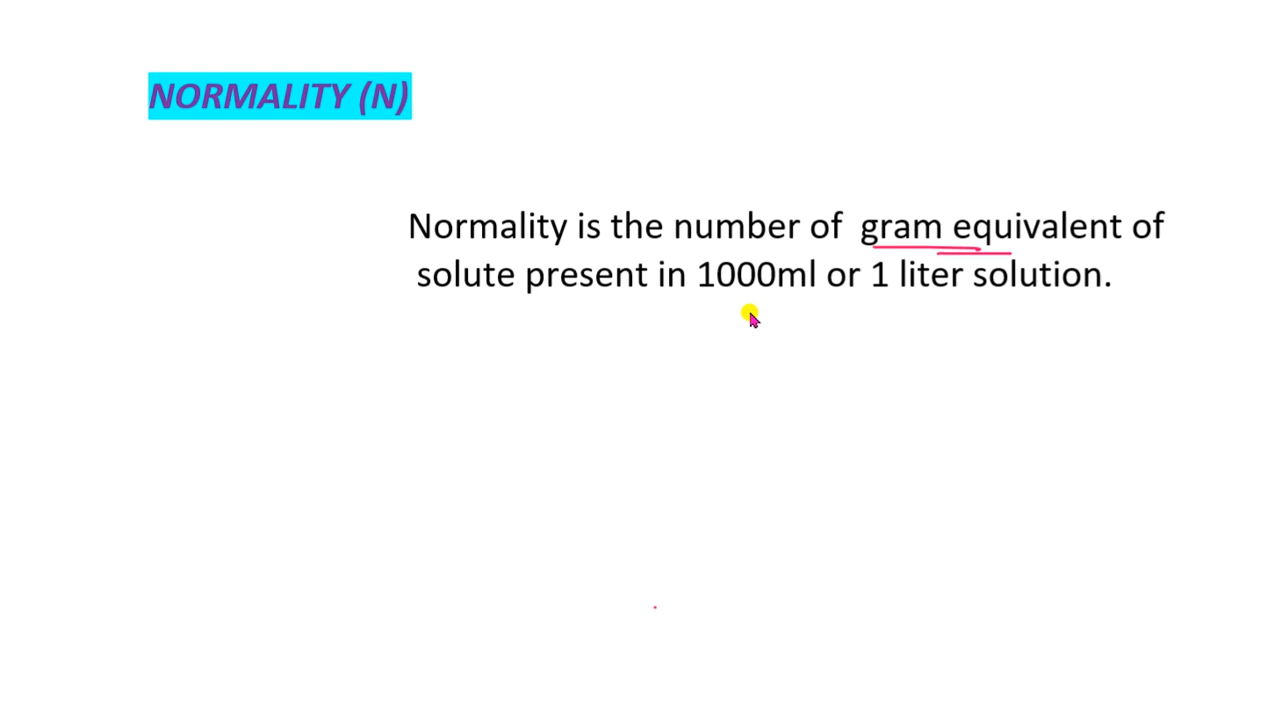 NORMALITY (N)
Normality is the number of gram equivalent of
solute present in 1000ml or 1 liter solution.